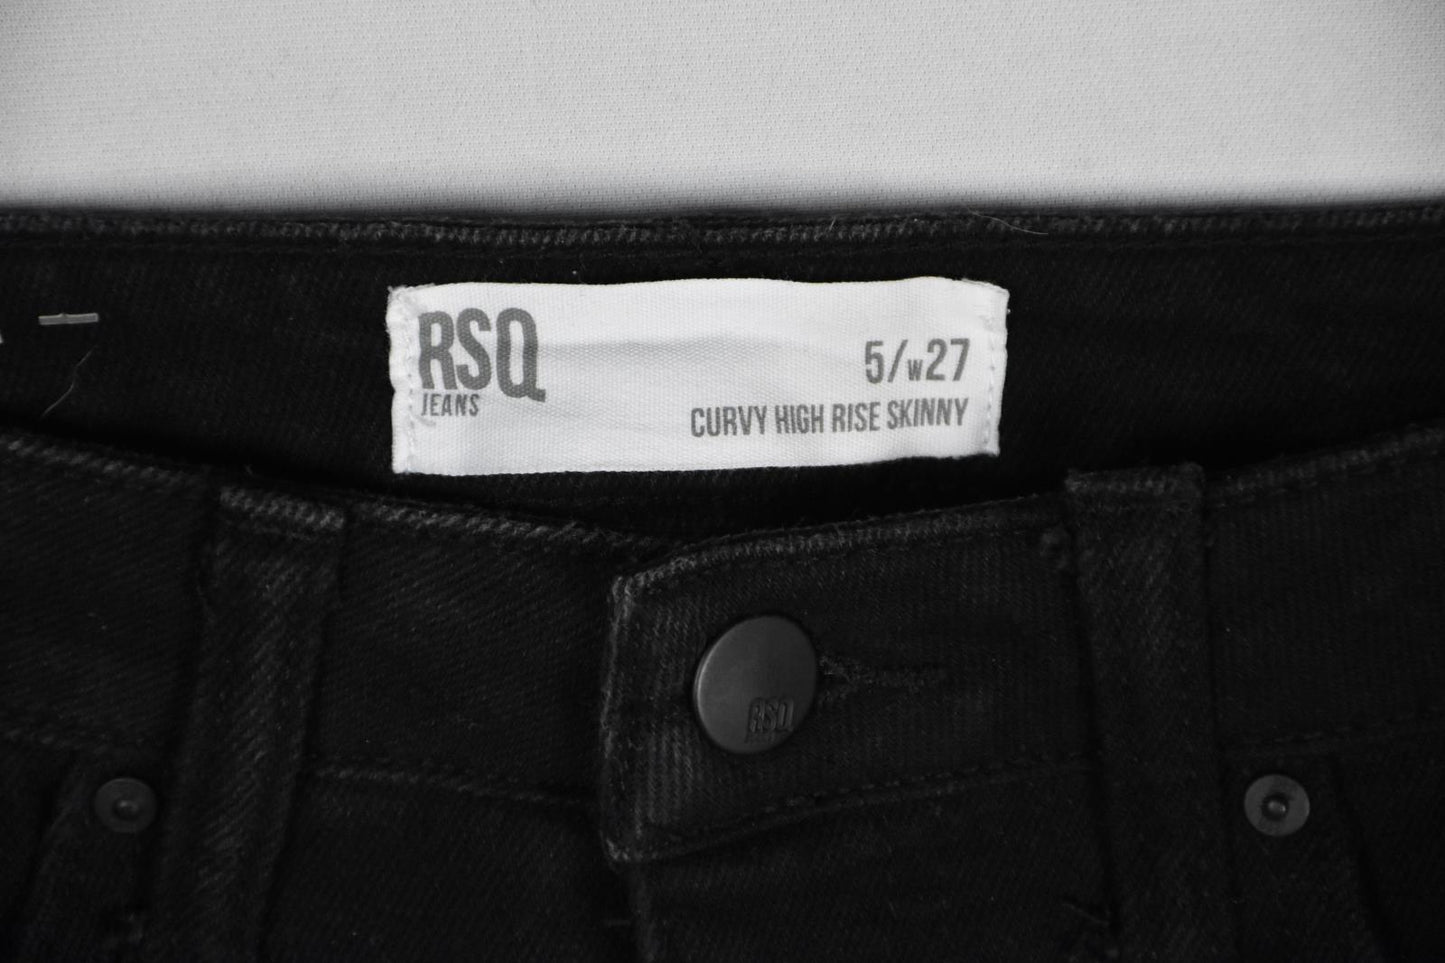 RSQ
JEANS
5/w27
CURVY HIGH RISE SKINNY
RSQ